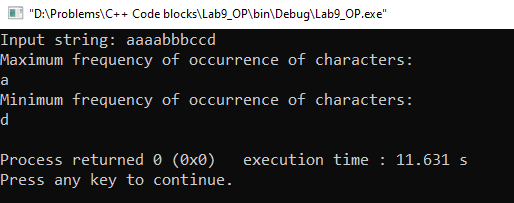 "D:\Problems\C++ Code blocks\Lab9_OP\bin\Debug\Lab9_OP.exe"
Input string: aaaabbbccd
Maximum frequency of occurrence of characters:
a
Minimum frequency of occurrence of characters:
d
Process returned 0 (0x0)   execution time : 11.631 s
Press any key to continue.